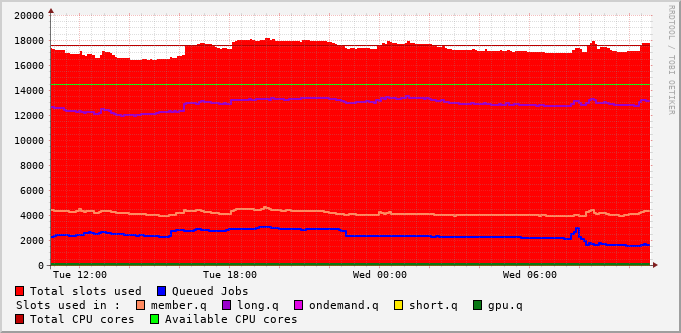 20000
18000
16000
14000
12000
10000
8000
6000
4000
2000
0
Tue 12:00 Tue 18:00 Wed 00:00 Wed 06:00
RRDTOOL / TOBI OETIKER
Total slots used Queued Jobs
Slots used in : member.q long.q ondemand.q short.q gpu.q
Total CPU cores Available CPU cores